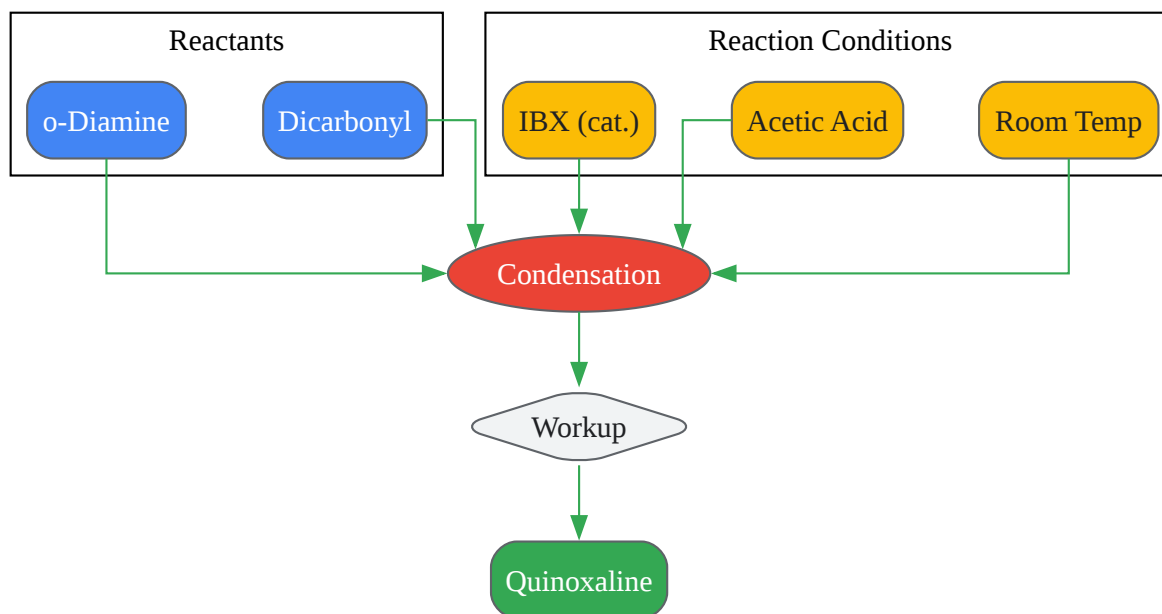 Reactants
Reaction Conditions
o-Diamine
Dicarbonyl
IBX (cat.)
Acetic Acid
Room Temp
Condensation
Workup
Quinoxaline